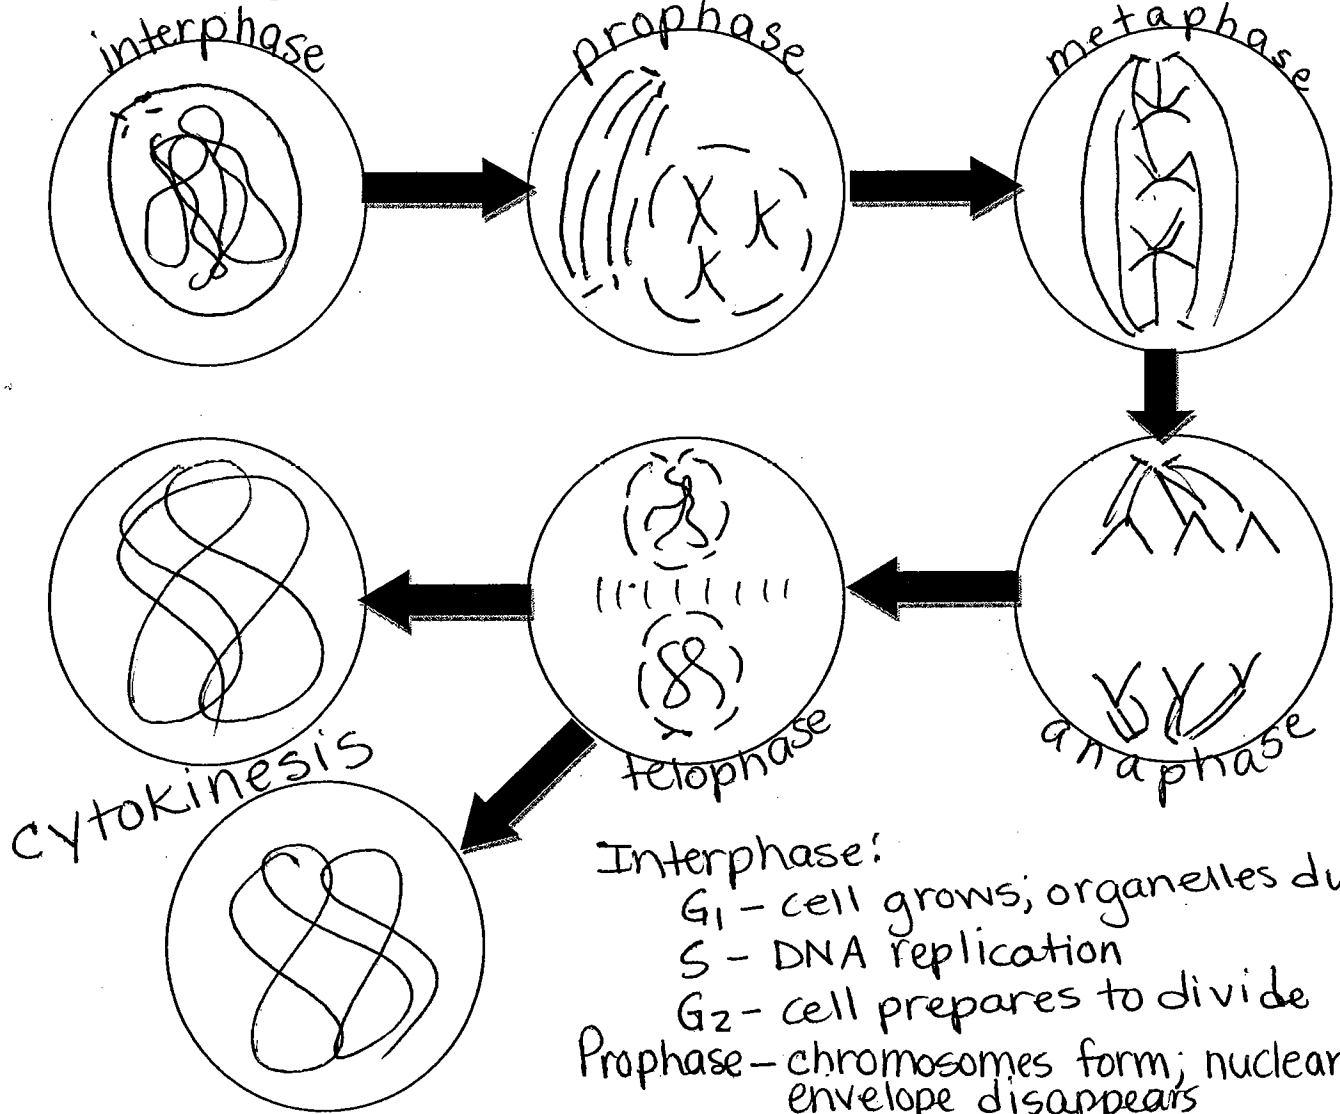 interphase
prophase
metaphase
anaphase
telophase
cytokinesis
Interphase:
G₁ - cell grows; organelles du
S - DNA replication
G₂ - cell prepares to divide
Prophase - chromosomes form; nuclear
envelope disappears